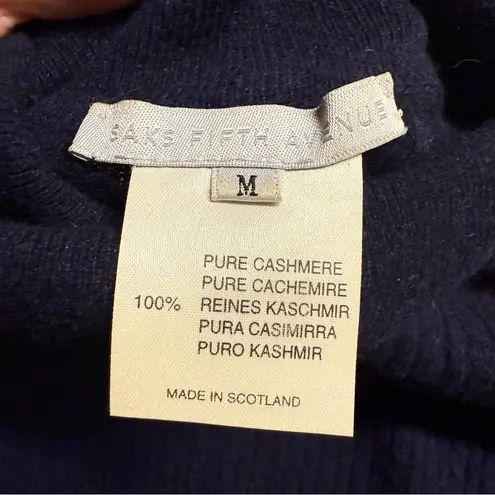 SAKS FIFTH AVENUE
M
PURE CASHMERE
PURE CACHEMIRE
100% REINES KASCHMIR
PURA CASIMIRRA
PURO KASHMIR
MADE IN SCOTLAND